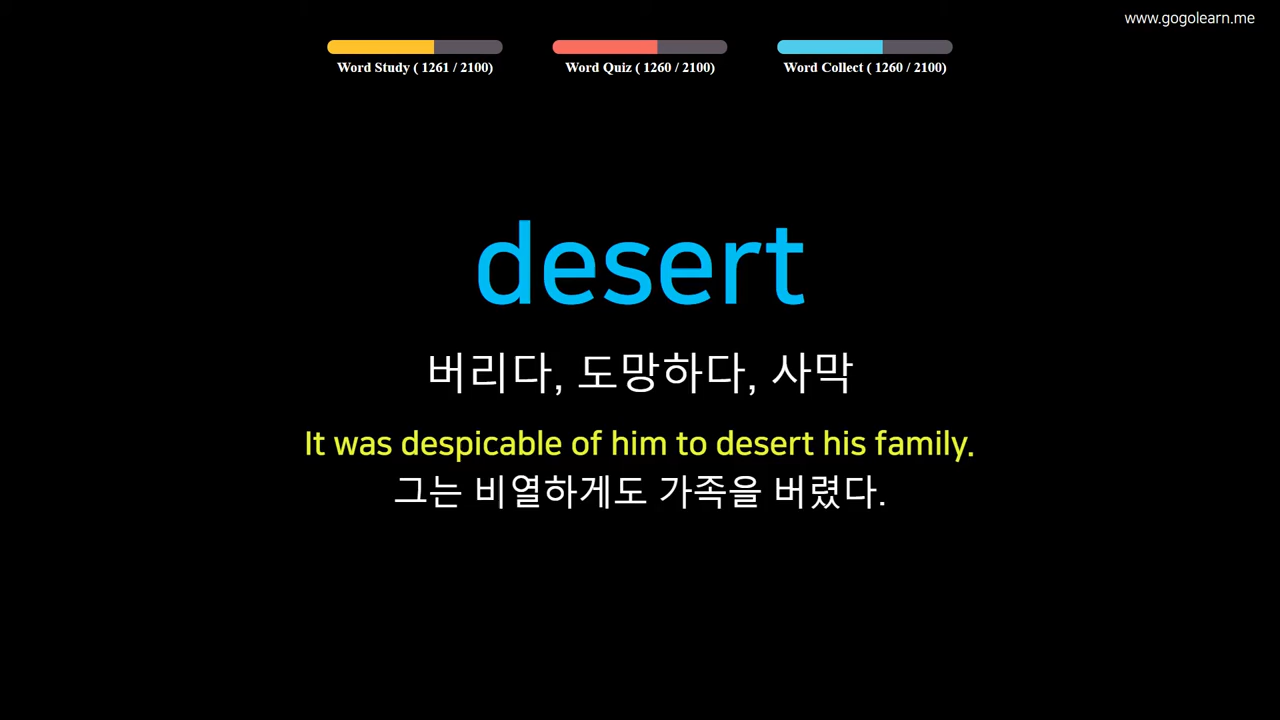 www.gogolearn.me
Word Study ( 1261 / 2100)
Word Quiz ( 1260 / 2100)
Word Collect ( 1260 / 2100)
desert
버리다, 도망하다, 사막
It was despicable of him to desert his family.
그는 비열하게도 가족을 버렸다.